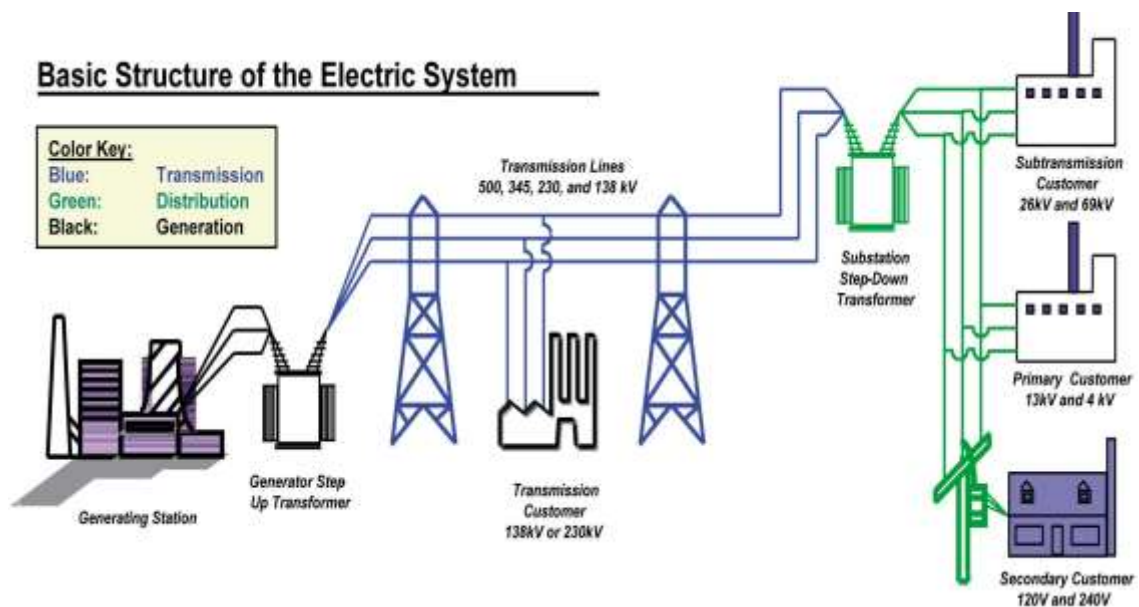 Basic Structure of the Electric System
Color Key:
Blue: Transmission
Green: Distribution
Black: Generation
Transmission Lines
500, 345, 230, and 138 kV
Substation
Step-Down
Transformer
Subtransmission
Customer
26kV and 69kV
Primary Customer
13kV and 4 kV
Generating Station
Generator Step
Up Transformer
Transmission
Customer
138kV or 230kV
Secondary Customer
120V and 240V